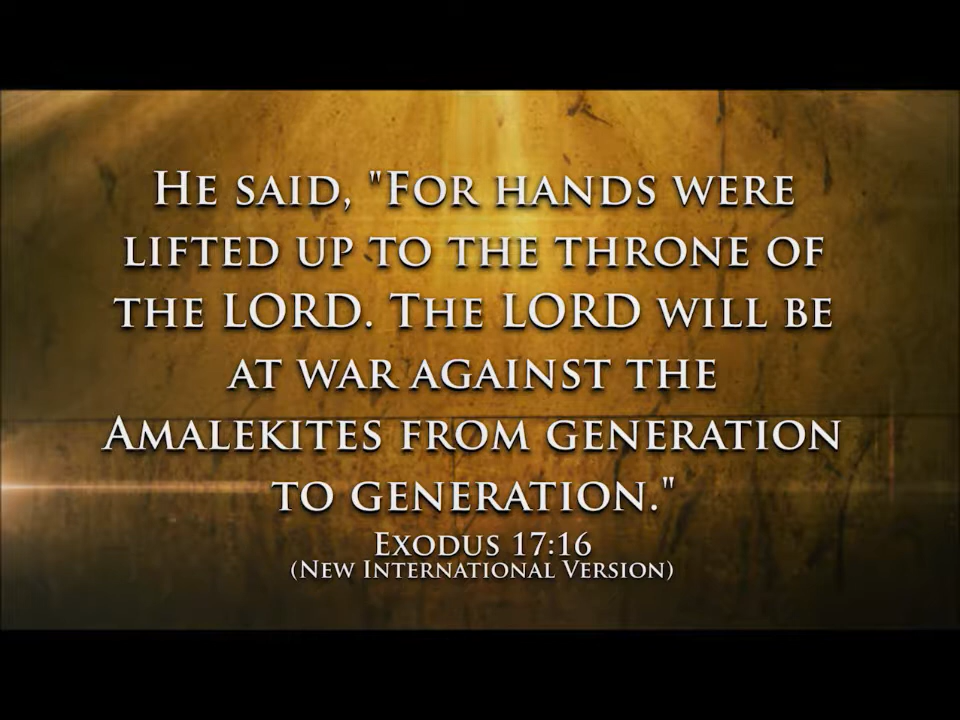 He said, "For hands were
lifted up to the throne of
the LORD. The LORD will be
at war against the
Amalekites from generation
to generation."
Exodus 17:16
(New International Version)